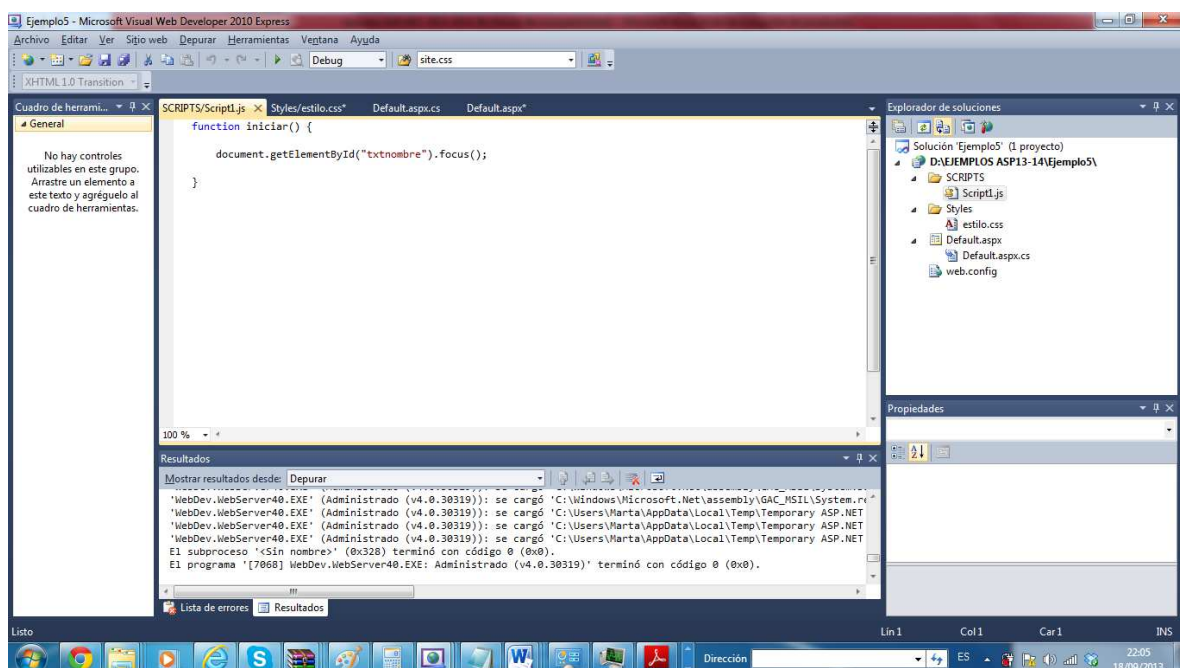 Ejemplo5 - Microsoft Visual Web Developer 2010 Express
Archivo Editar Ver Sitio web Depurar Herramientas Ventana Ayuda
Debug site.css
XHTML 1.0 Transition
Cuadro de herrami...
General
No hay controles
utilizables en este grupo.
Arrastre un elemento a
este texto y agréguelo al
cuadro de herramientas.
SCRIPTS/Script1.js Styles/estilo.css* Default.aspx.cs Default.aspx*
function iniciar() {
document.getElementById("txtnombre").focus();
}
100 %
Resultados
Mostrar resultados desde: Depurar
'WebDev.WebServer40.EXE' (Administrado (v4.0.30319)): se cargó 'C:\Windows\Microsoft.Net\assembly\GAC_MSIL\System.re
'WebDev.WebServer40.EXE' (Administrado (v4.0.30319)): se cargó 'C:\Users\Marta\AppData\Local\Temp\Temporary ASP.NET
'WebDev.WebServer40.EXE' (Administrado (v4.0.30319)): se cargó 'C:\Users\Marta\AppData\Local\Temp\Temporary ASP.NET
'WebDev.WebServer40.EXE' (Administrado (v4.0.30319)): se cargó 'C:\Users\Marta\AppData\Local\Temp\Temporary ASP.NET
El subproceso '<Sin nombre>' (0x328) terminó con código 0 (0x0).
El programa '[7068] WebDev.WebServer40.EXE: Administrado (v4.0.30319)' terminó con código 0 (0x0).
Lista de errores Resultados
Explorador de soluciones
Solución 'Ejemplo5' (1 proyecto)
D:\EJEMPLOS ASP13-14\Ejemplo5\
SCRIPTS
Script1.js
Styles
estilo.css
Default.aspx
Default.aspx.cs
web.config
Propiedades
Listo Lín 1 Col 1 Car 1 INS
Dirección ES 22:05
18/09/2013